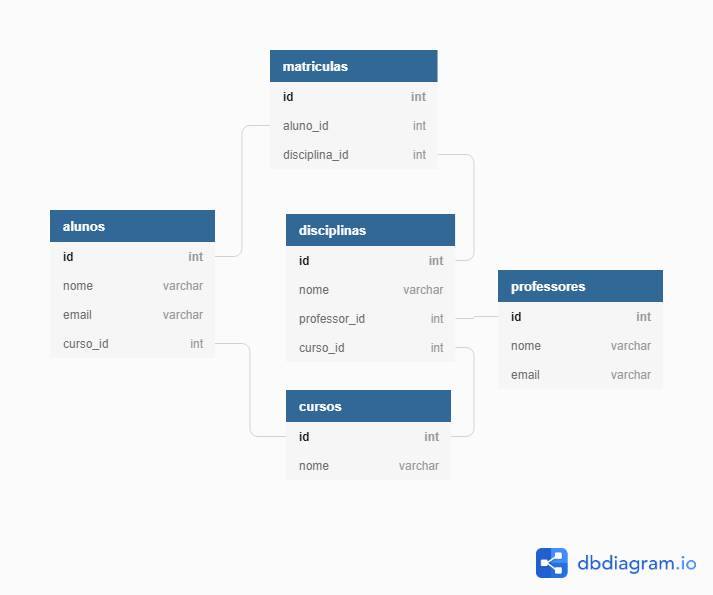 matriculas
id int
aluno_id int
disciplina_id int
alunos
id int
nome varchar
email varchar
curso_id int
disciplinas
id int
nome varchar
professor_id int
curso_id int
professores
id int
nome varchar
email varchar
cursos
id int
nome varchar
dbdiagram.io